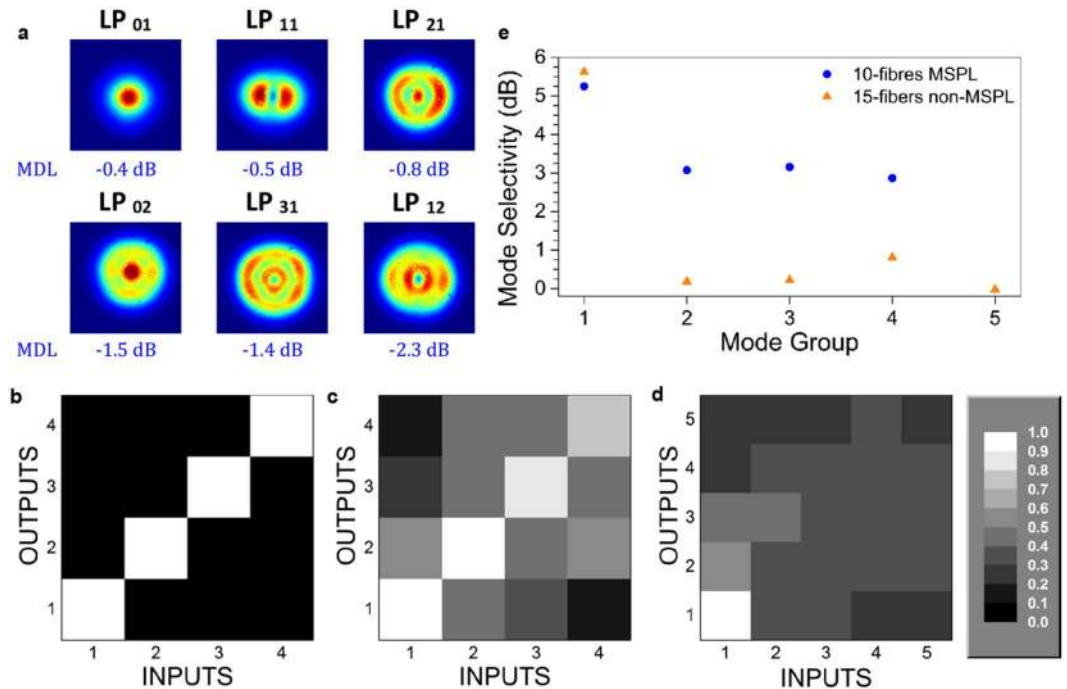 a
LP 01 LP 11 LP 21
MDL -0.4 dB -0.5 dB -0.8 dB
LP 02 LP 31 LP 12
MDL -1.5 dB -1.4 dB -2.3 dB
e
Mode Selectivity (dB)
6
5
4
3
2
1
0
10-fibres MSPL
15-fibers non-MSPL
1 2 3 4 5
Mode Group
b
OUTPUTS
4
3
2
1
1 2 3 4
INPUTS
c
OUTPUTS
4
3
2
1
1 2 3 4
INPUTS
d
OUTPUTS
5
4
3
2
1
1 2 3 4 5
INPUTS
1.0
0.9
0.8
0.7
0.6
0.5
0.4
0.3
0.2
0.1
0.0